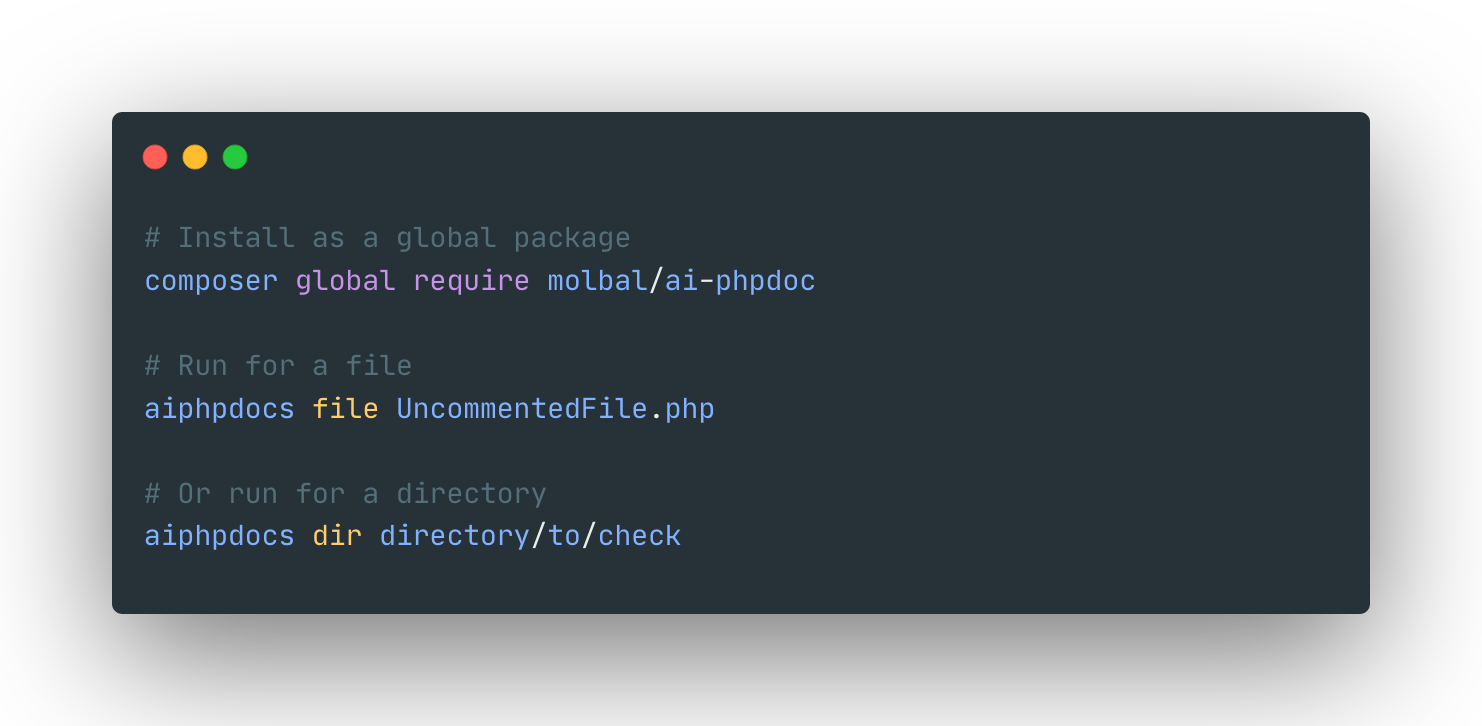 # Install as a global package
composer global require molbal/ai-phpdoc
# Run for a file
aiphpdocs file UncommentedFile.php
# Or run for a directory
aiphpdocs dir directory/to/check